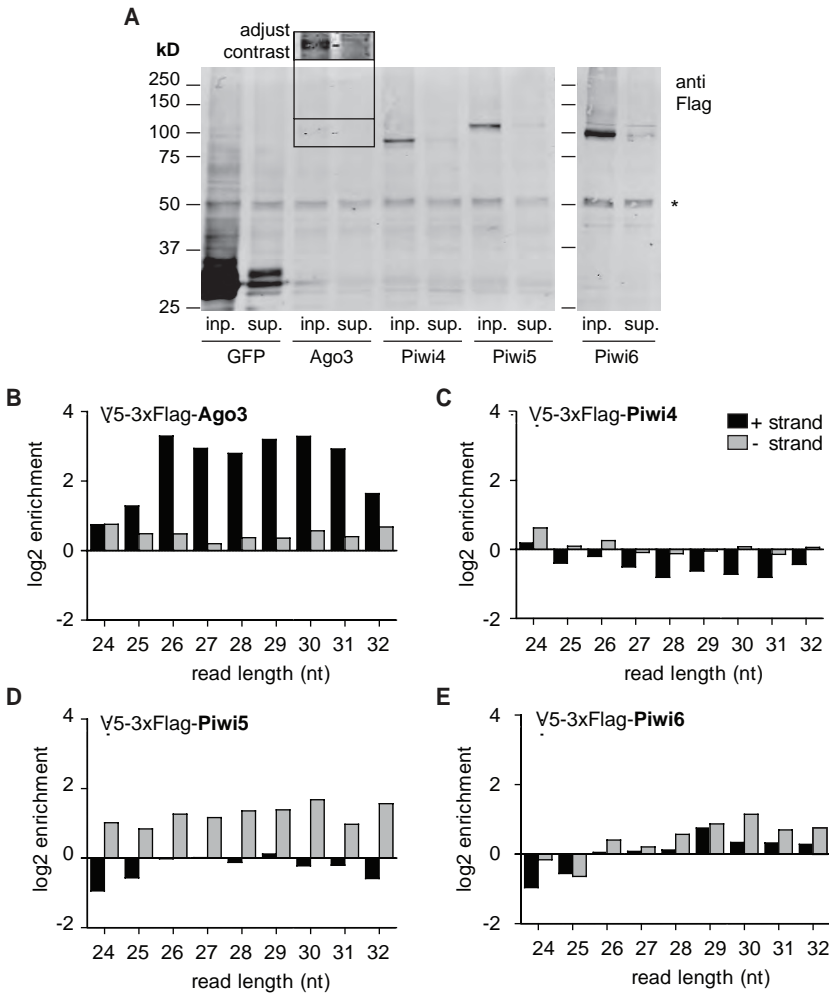 A
adjust
contrast
kD
250
150
100
75
50
37
25
anti
Flag
*
inp. sup. inp. sup. inp. sup. inp. sup. inp. sup.
GFP Ago3 Piwi4 Piwi5 Piwi6
B
V5-3xFlag-Ago3
log2 enrichment
4
2
0
-2
24 25 26 27 28 29 30 31 32
read length (nt)
C
V5-3xFlag-Piwi4
+ strand
- strand
log2 enrichment
4
2
0
-2
24 25 26 27 28 29 30 31 32
read length (nt)
D
V5-3xFlag-Piwi5
log2 enrichment
4
2
0
-2
24 25 26 27 28 29 30 31 32
read length (nt)
E
V5-3xFlag-Piwi6
log2 enrichment
4
2
0
-2
24 25 26 27 28 29 30 31 32
read length (nt)